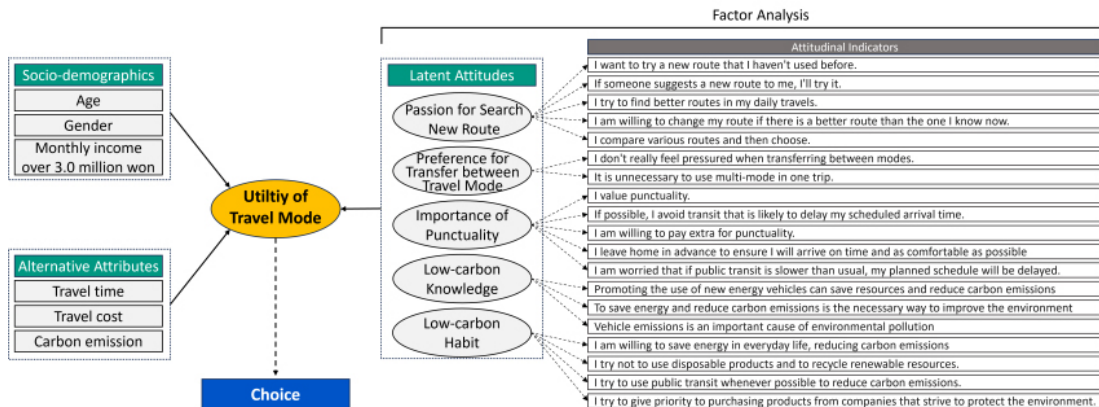 Factor Analysis
Socio-demographics
Age
Gender
Monthly income
over 3.0 million won
Alternative Attributes
Travel time
Travel cost
Carbon emission
Utiltiy of
Travel Mode
Choice
Latent Attitudes
Passion for Search
New Route
Preference for
Transfer between
Travel Mode
Importance of
Punctuality
Low-carbon
Knowledge
Low-carbon
Habit
Attitudinal Indicators
I want to try a new route that I haven't used before.
If someone suggests a new route to me, I'll try it.
I try to find better routes in my daily travels.
I am willing to change my route if there is a better route than the one I know now.
I compare various routes and then choose.
I don't really feel pressured when transferring between modes.
It is unnecessary to use multi-mode in one trip.
I value punctuality.
If possible, I avoid transit that is likely to delay my scheduled arrival time.
I am willing to pay extra for punctuality.
I leave home in advance to ensure I will arrive on time and as comfortable as possible
I am worried that if public transit is slower than usual, my planned schedule will be delayed.
Promoting the use of new energy vehicles can save resources and reduce carbon emissions
To save energy and reduce carbon emissions is the necessary way to improve the environment
Vehicle emissions is an important cause of environmental pollution
I am willing to save energy in everyday life, reducing carbon emissions
I try not to use disposable products and to recycle renewable resources.
I try to use public transit whenever possible to reduce carbon emissions.
I try to give priority to purchasing products from companies that strive to protect the environment.